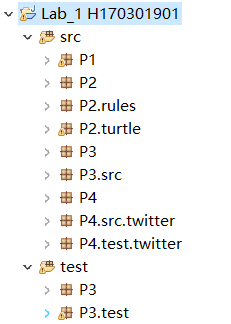 Lab_1 H170301901
src
P1
P2
P2.rules
P2.turtle
P3
P3.src
P4
P4.src.twitter
P4.test.twitter
test
P3
P3.test